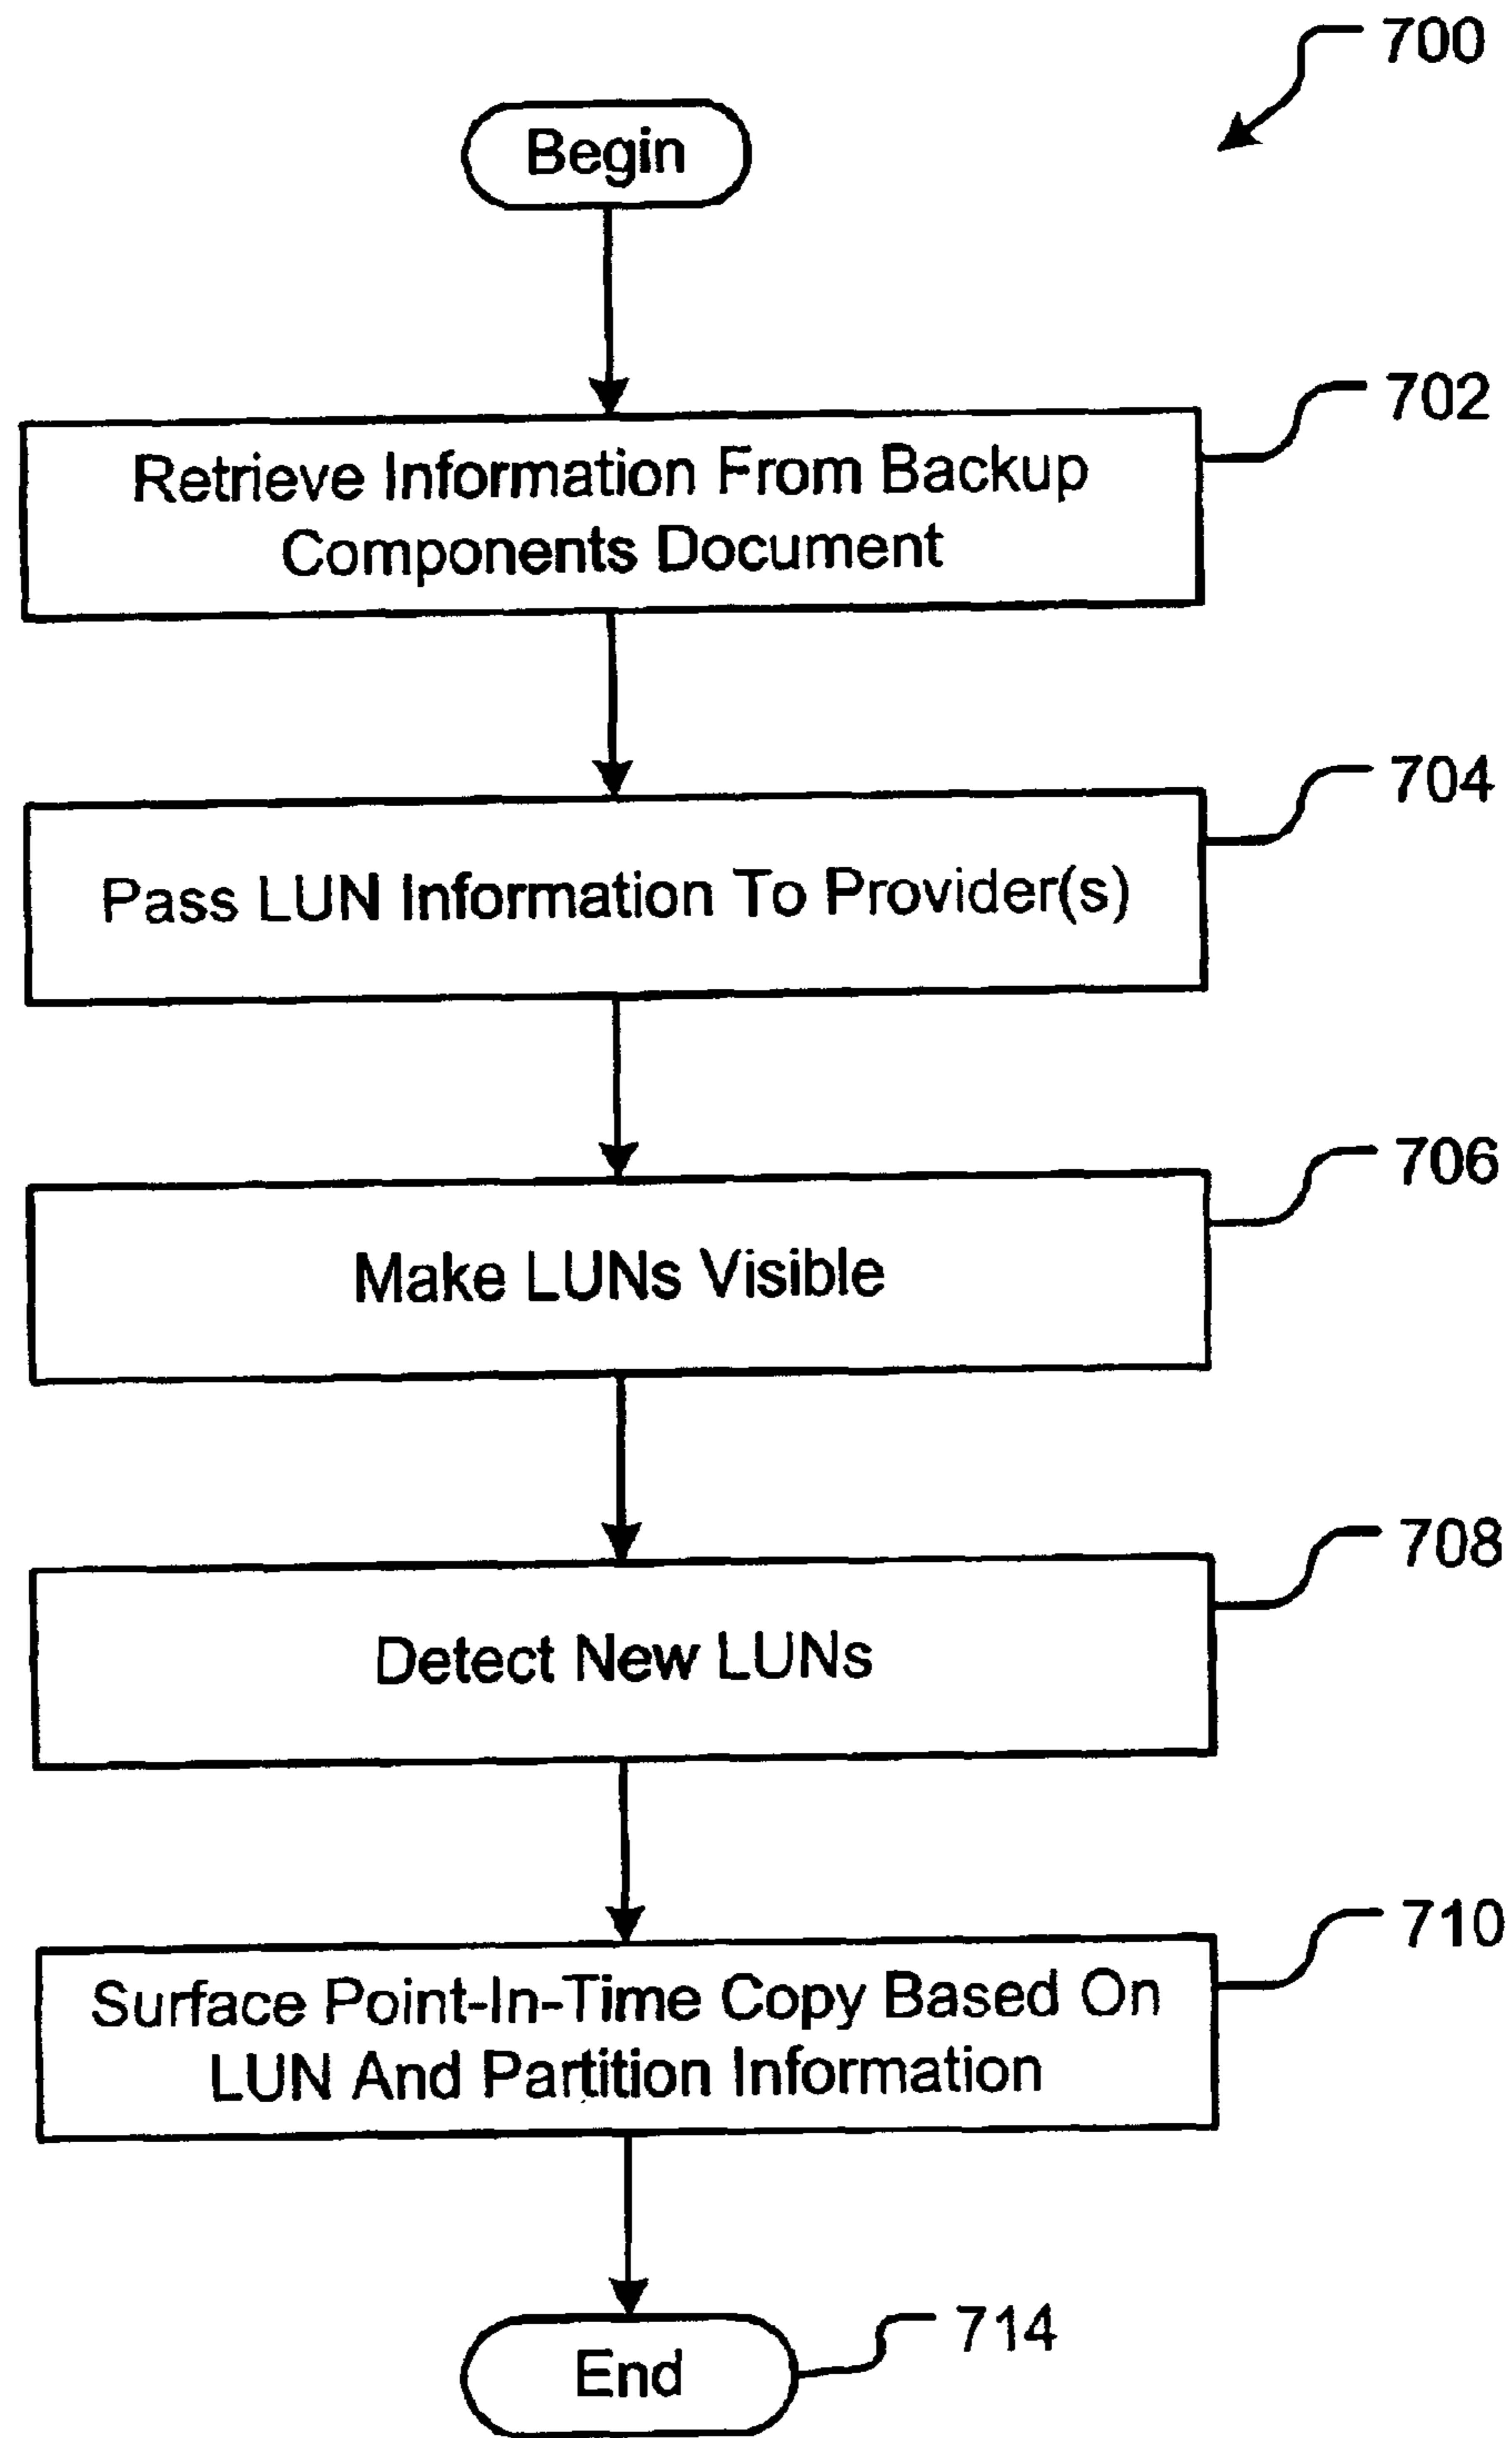 700
Begin
702
Retrieve Information From Backup
Components Document
704
Pass LUN Information To Provider(s)
706
Make LUNs Visible
708
Detect New LUNs
710
Surface Point-In-Time Copy Based On
LUN And Partition Information
714
End